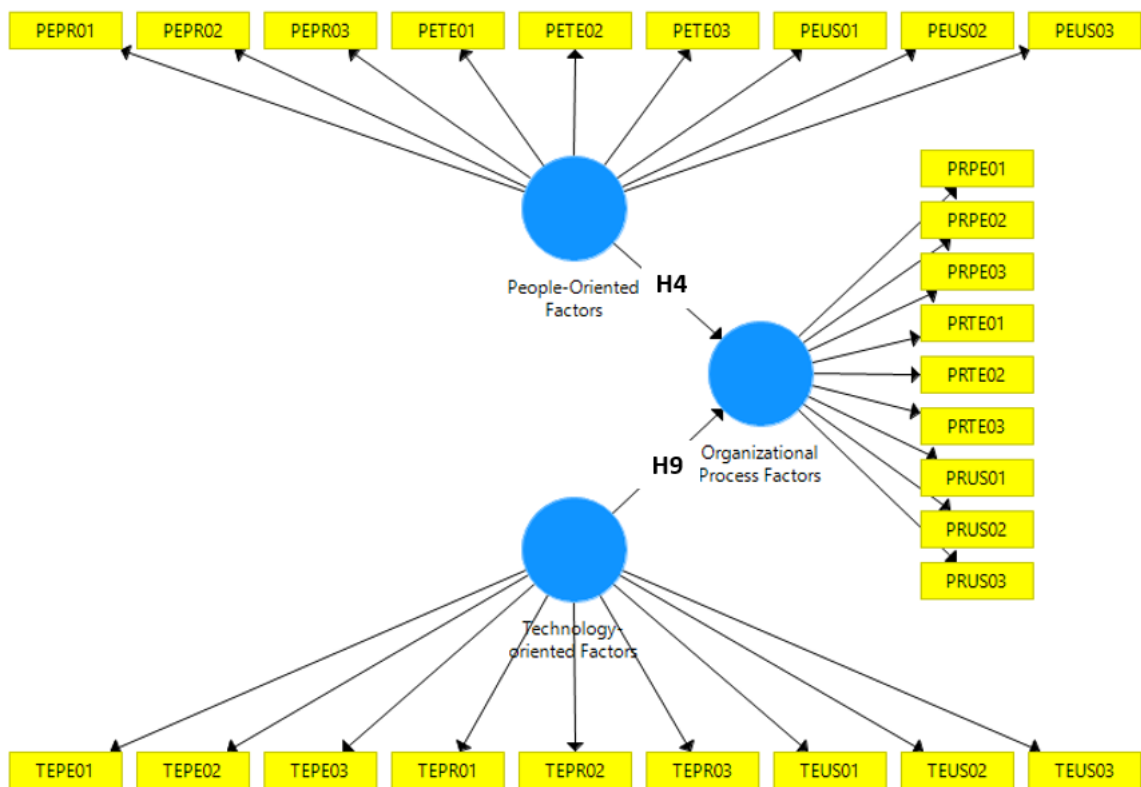 PEPR01
PEPR02
PEPR03
PETE01
PETE02
PETE03
PEUS01
PEUS02
PEUS03
PRPE01
PRPE02
PRPE03
PRTE01
PRTE02
PRTE03
PRUS01
PRUS02
PRUS03
People-Oriented
Factors
H4
Organizational
Process Factors
H9
Technology-
oriented Factors
TEPE01
TEPE02
TEPE03
TEPR01
TEPR02
TEPR03
TEUS01
TEUS02
TEUS03